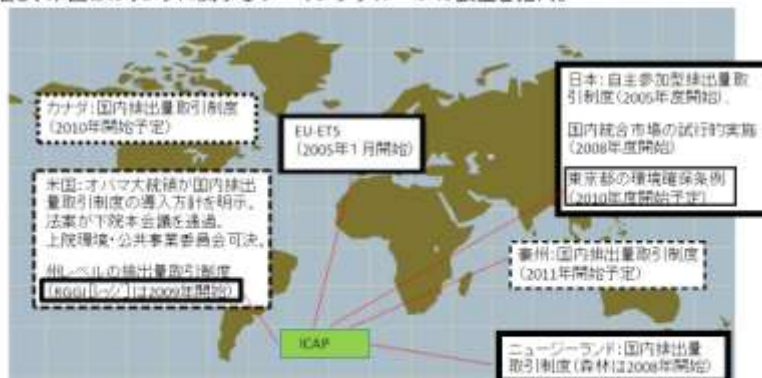 カナダ:国内排出量取引制度
(2010年開始予定)
米国:オバマ大統領が国内排出
量取引制度の導入方針を明示。
法案が下院本会議を通過。
上院環境・公共事業委員会可決。
州レベルの排出量取引制度
は2009年開始)
EU-ETS
(2005年1月開始)
日本:自主参加型排出量取
引制度(2005年度開始)、
国内統合市場の試行的実施
(2008年度開始)
東京都の環境確保条例
(2010年度開始予定)
豪州:国内排出量取引制度
(2011年開始予定)
ICAP
ニュージーランド:国内排出量
取引制度(森林は2008年開始)